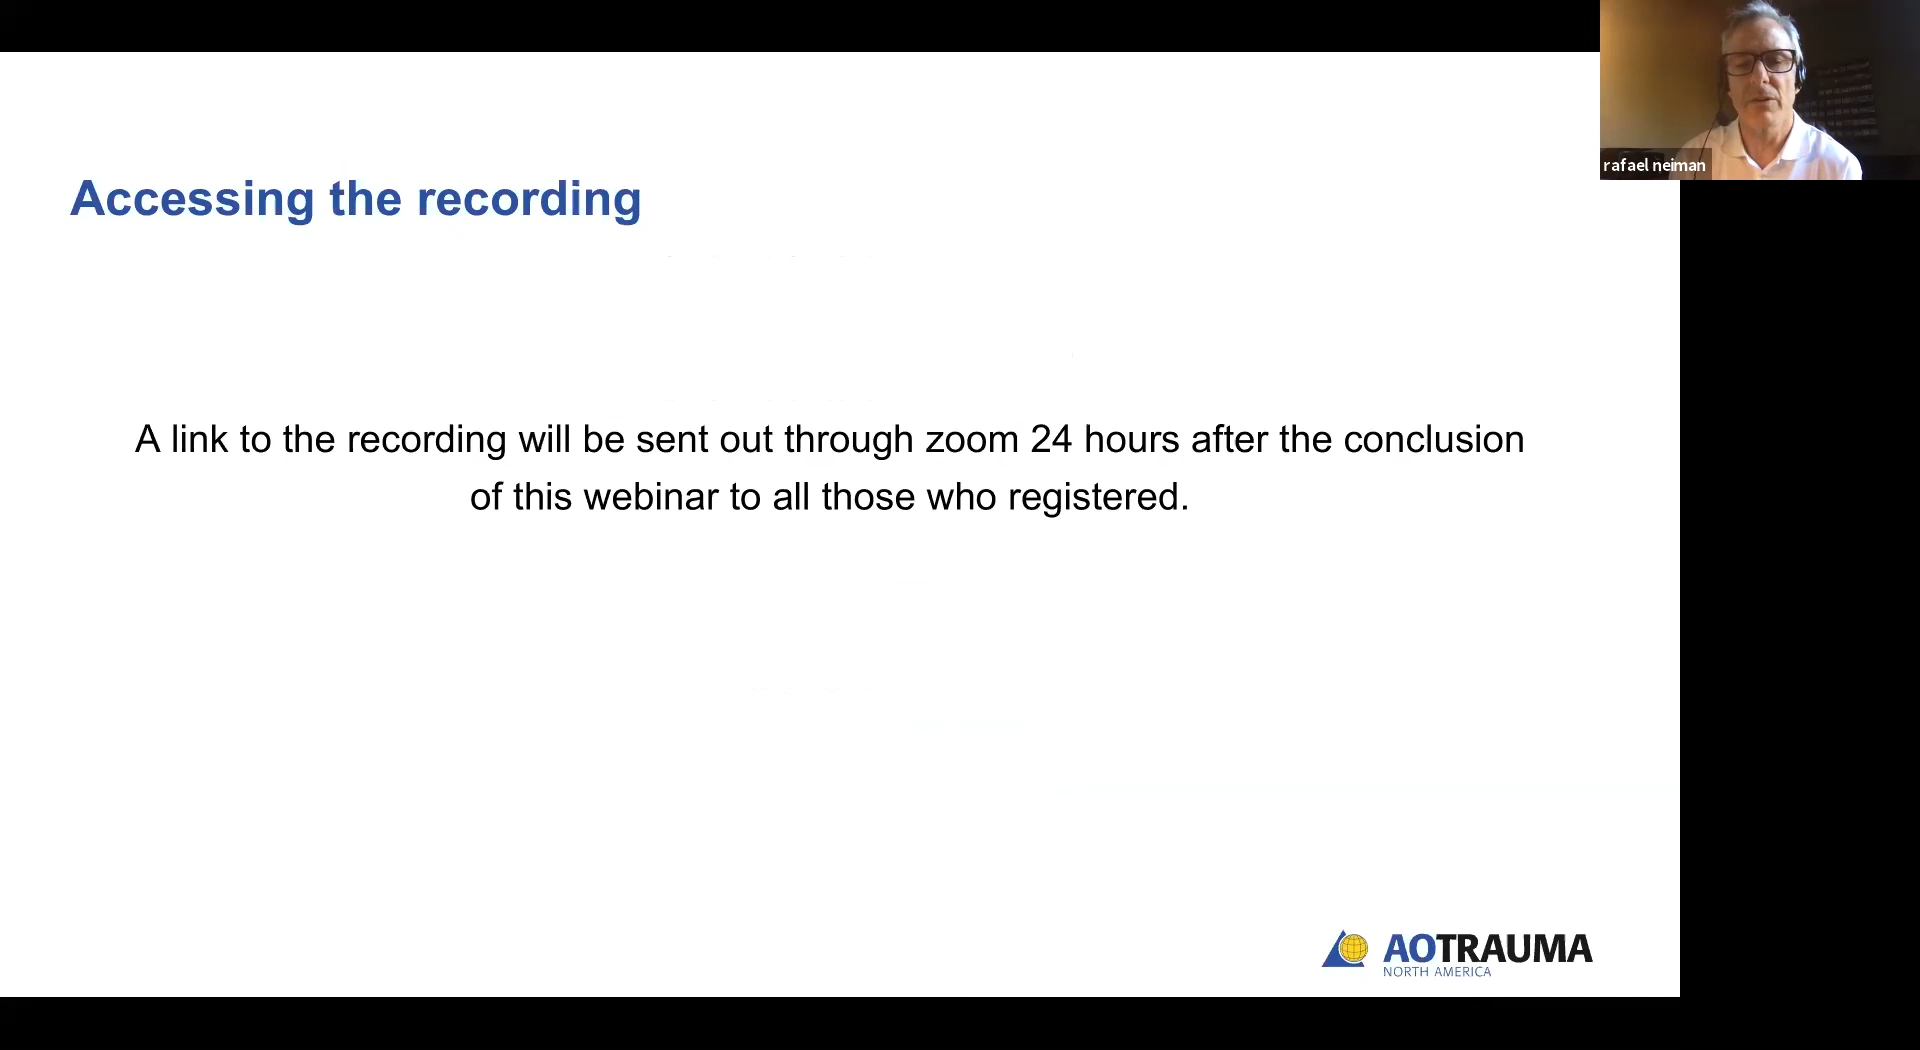 rafael neiman
Accessing the recording
A link to the recording will be sent out through zoom 24 hours after the conclusion
of this webinar to all those who registered.
AOTRAUMA
NORTH AMERICA